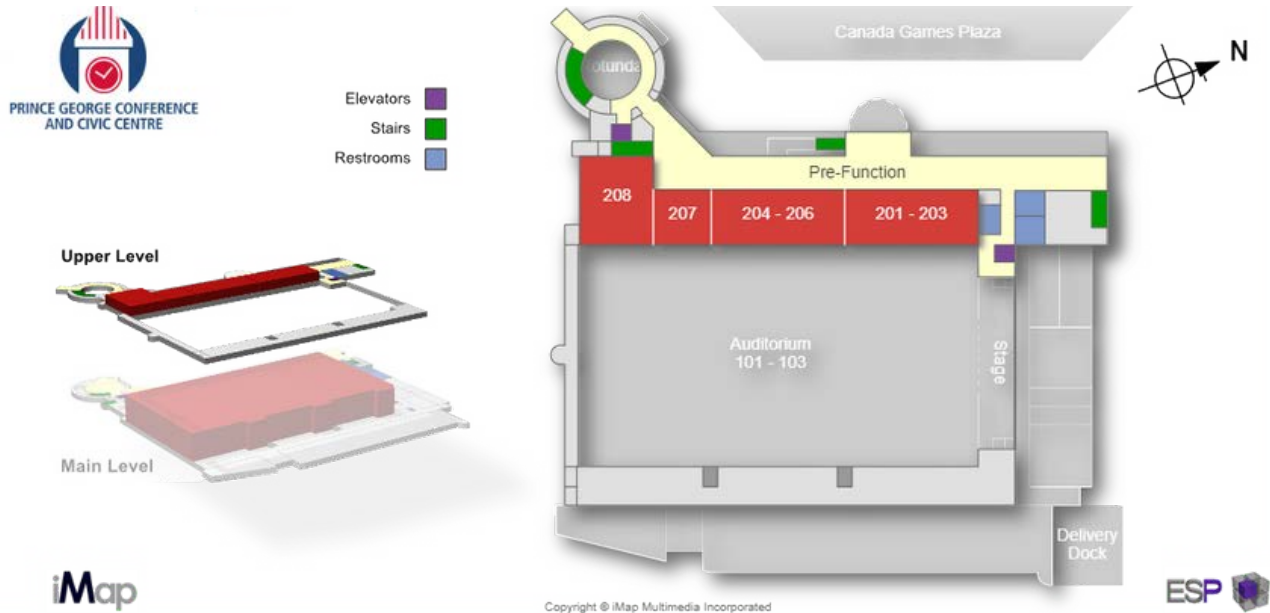 PRINCE GEORGE CONFERENCE
AND CIVIC CENTRE
Elevators
Stairs
Restrooms
Upper Level
Main Level
iMap
Canada Games Plaza
N
otunda
Pre-Function
208
207
204 - 206
201 - 203
Auditorium
101 - 103
Stage
Delivery
Dock
Copyright © iMap Multimedia Incorporated
ESP